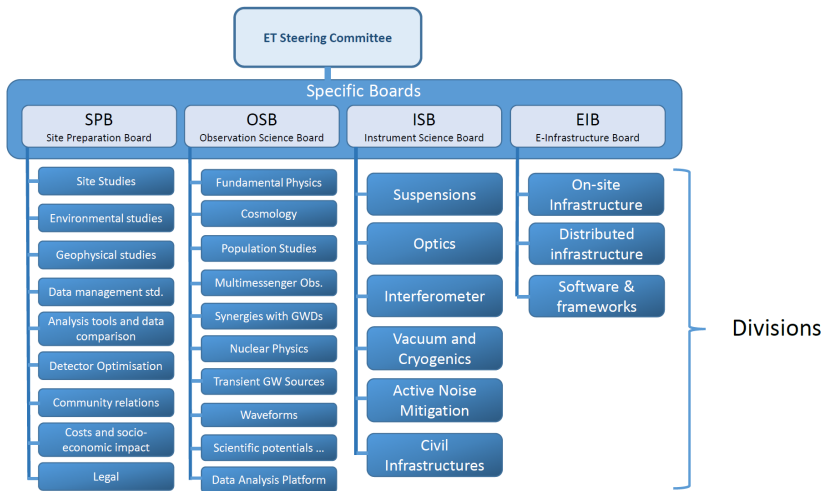 ET Steering Committee
Specific Boards
SPB
Site Preparation Board
OSB
Observation Science Board
ISB
Instrument Science Board
EIB
E-Infrastructure Board
Site Studies
Environmental studies
Geophysical studies
Data management std.
Analysis tools and data
comparison
Detector Optimisation
Community relations
Costs and socio-
economic impact
Legal
Fundamental Physics
Cosmology
Population Studies
Multimessenger Obs.
Synergies with GWDs
Nuclear Physics
Transient GW Sources
Waveforms
Scientific potentials ...
Data Analysis Platform
Suspensions
Optics
Interferometer
Vacuum and
Cryogenics
Active Noise
Mitigation
Civil
Infrastructures
On-site
Infrastructure
Distributed
infrastructure
Software &
frameworks
Divisions